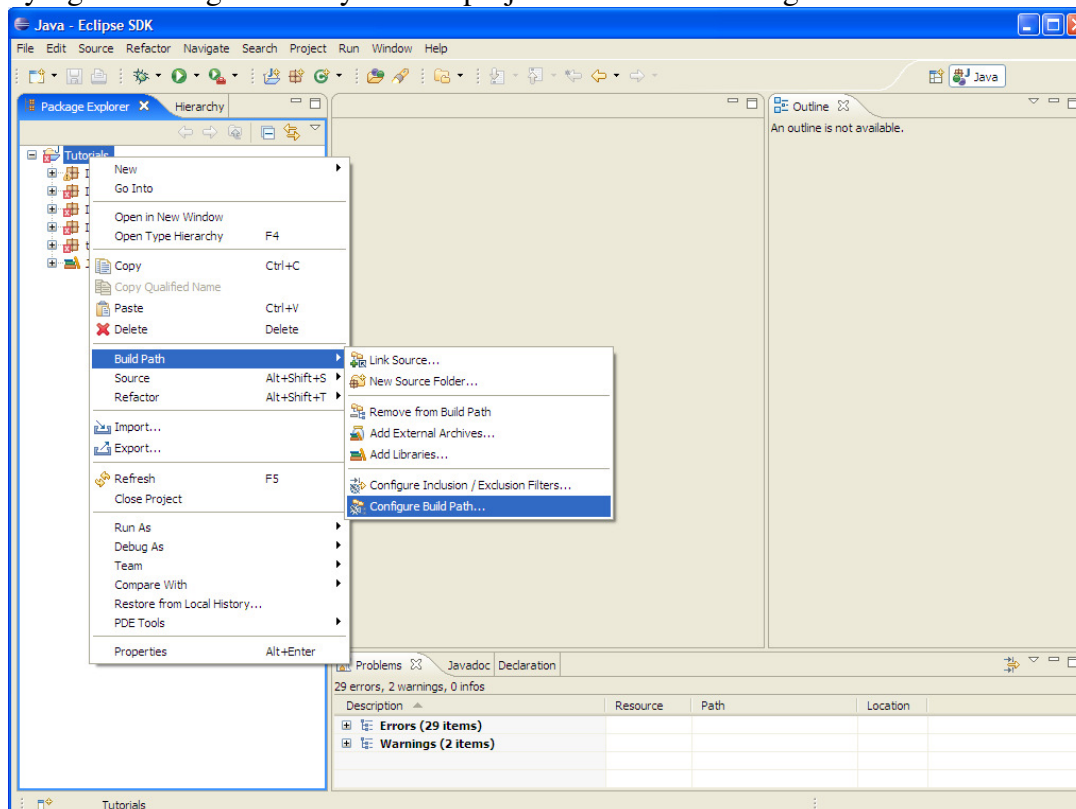 Java - Eclipse SDK
File Edit Source Refactor Navigate Search Project Run Window Help
Java
Package Explorer Hierarchy
Outline
An outline is not available.
Tutorials
New
Go Into
Open in New Window
Open Type Hierarchy F4
Copy Ctrl+C
Copy Qualified Name
Paste Ctrl+V
Delete Delete
Build Path
Source Alt+Shift+S
Refactor Alt+Shift+T
Import...
Export...
Refresh F5
Close Project
Run As
Debug As
Team
Compare With
Restore from Local History...
PDE Tools
Properties Alt+Enter
Link Source...
New Source Folder...
Remove from Build Path
Add External Archives...
Add Libraries...
Configure Inclusion / Exclusion Filters...
Configure Build Path...
Problems Javadoc Declaration
29 errors, 2 warnings, 0 infos
Description Resource Path Location
Errors (29 items)
Warnings (2 items)
Tutorials